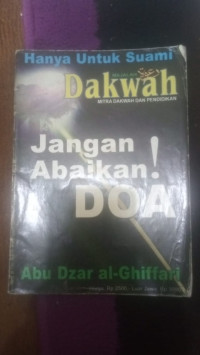 Hanya Untuk Suami
Dakwah
MITRA DAKWAH DAN PENDIDIKAN
Jangan
Abaikan!
DOA
Abu Dzar al-Ghiffari